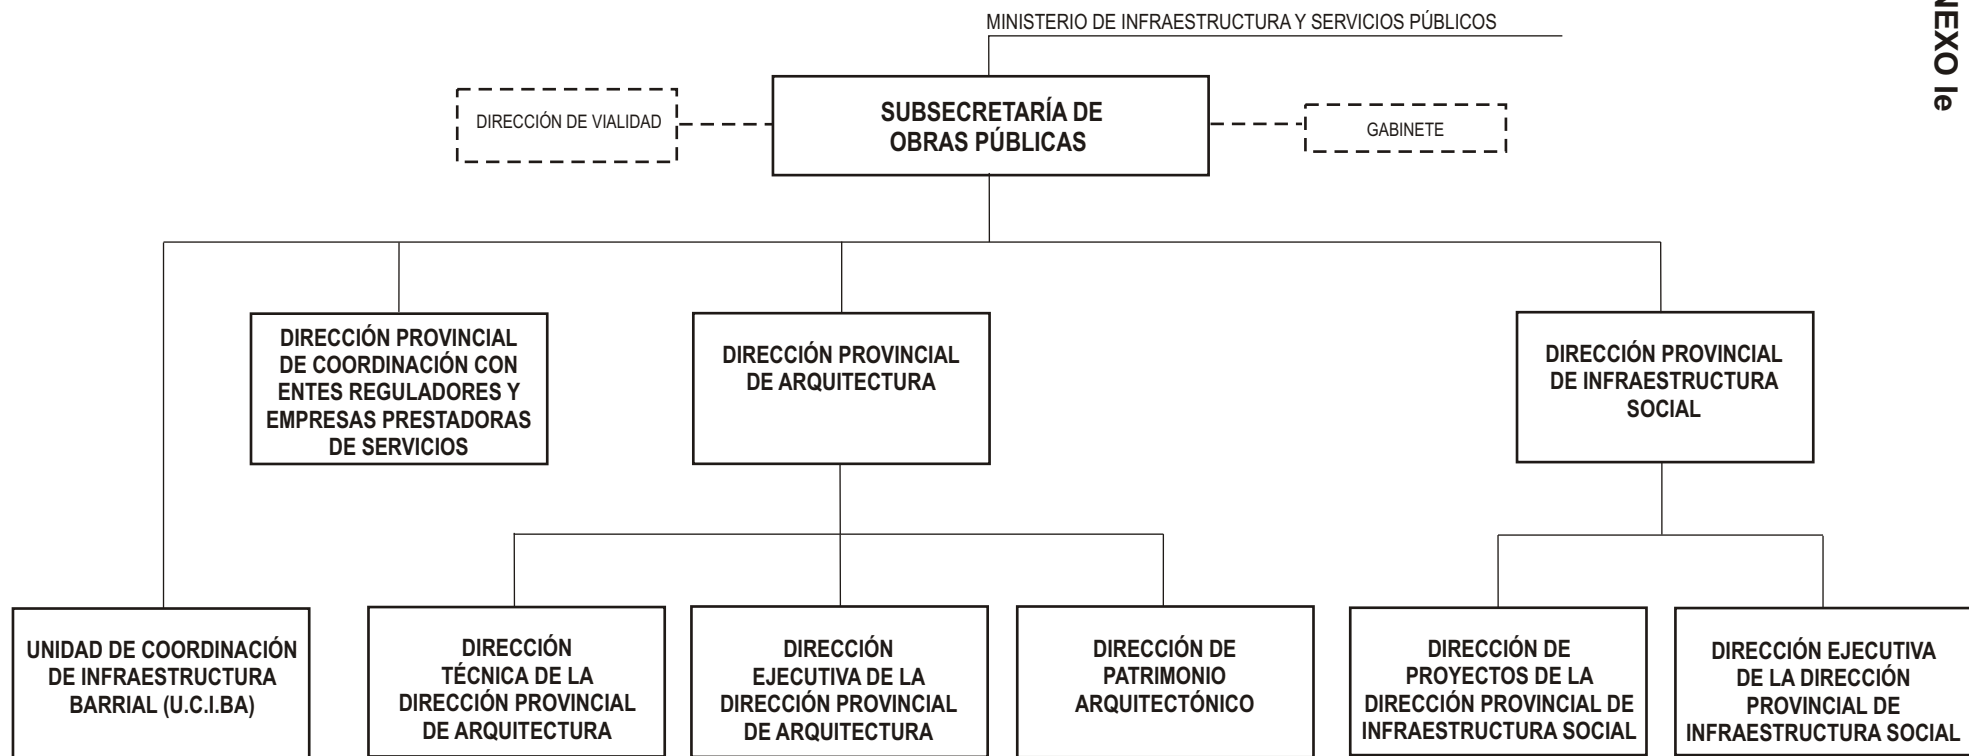 MINISTERIO DE INFRAESTRUCTURA Y SERVICIOS PÚBLICOS
NEXO Ie
DIRECCIÓN DE VIALIDAD
SUBSECRETARÍA DE
OBRAS PÚBLICAS
GABINETE
DIRECCIÓN PROVINCIAL
DE COORDINACIÓN CON
ENTES REGULADORES Y
EMPRESAS PRESTADORAS
DE SERVICIOS
DIRECCIÓN PROVINCIAL
DE ARQUITECTURA
DIRECCIÓN PROVINCIAL
DE INFRAESTRUCTURA
SOCIAL
UNIDAD DE COORDINACIÓN
DE INFRAESTRUCTURA
BARRIAL (U.C.I.BA)
DIRECCIÓN
TÉCNICA DE LA
DIRECCIÓN PROVINCIAL
DE ARQUITECTURA
DIRECCIÓN
EJECUTIVA DE LA
DIRECCIÓN PROVINCIAL
DE ARQUITECTURA
DIRECCIÓN DE
PATRIMONIO
ARQUITECTÓNICO
DIRECCIÓN DE
PROYECTOS DE LA
DIRECCIÓN PROVINCIAL DE
INFRAESTRUCTURA SOCIAL
DIRECCIÓN EJECUTIVA
DE LA DIRECCIÓN
PROVINCIAL DE
INFRAESTRUCTURA SOCIAL